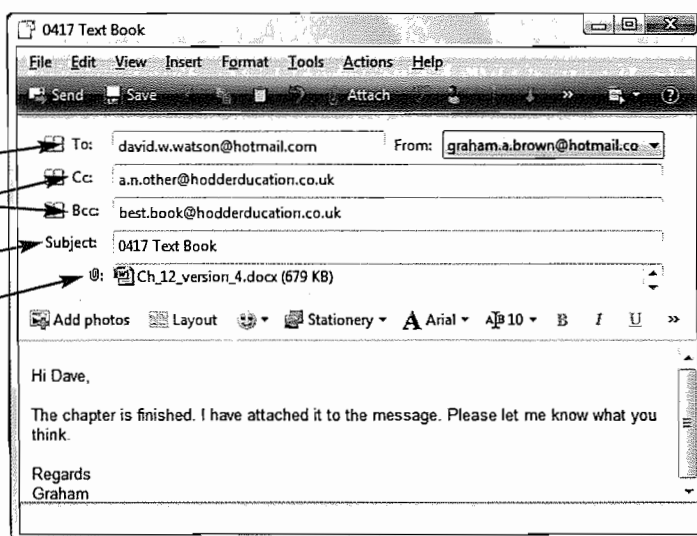 0417 Text Book
File Edit View Insert Format Tools Actions Help
Send Save Attach »
To: david.w.watson@hotmail.com From: graham.a.brown@hotmail.co
Cc: a.n.other@hodderducation.co.uk
Bcc: best.book@hodderducation.co.uk
Subject: 0417 Text Book
Ch_12_version_4.docx (679 KB)
Add photos Layout Stationery A Arial 10 B I U »
Hi Dave,
The chapter is finished. I have attached it to the message. Please let me know what you
think.
Regards
Graham